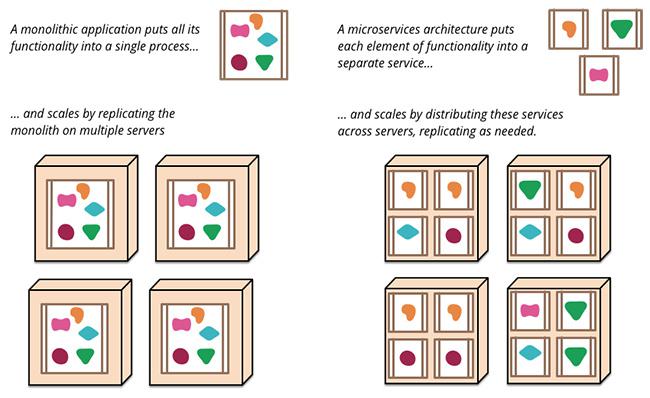 A monolithic application puts all its
functionality into a single process...
... and scales by replicating the
monolith on multiple servers
A microservices architecture puts
each element of functionality into a
separate service...
... and scales by distributing these services
across servers, replicating as needed.